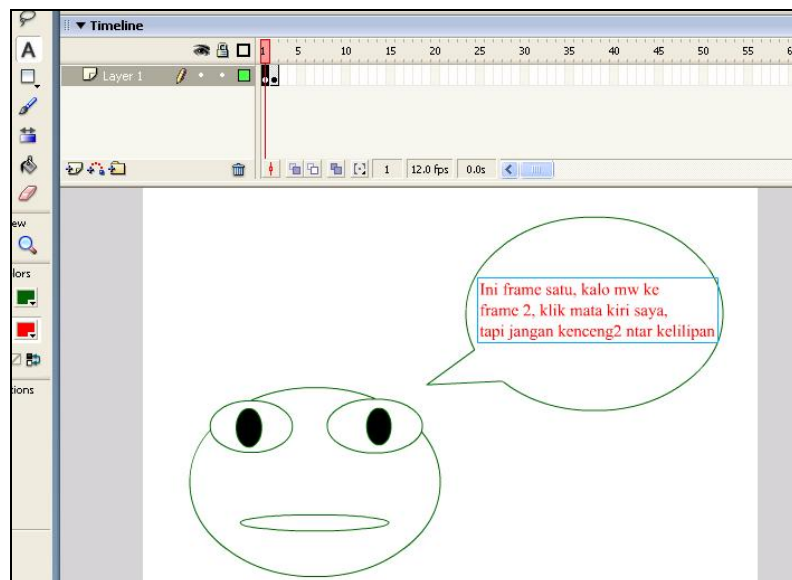 ▼ Timeline
1 5 10 15 20 25 30 35 40 45 50 55
Layer 1
1 12.0 fps 0.0s
A
Ini frame satu, kalo mw ke
frame 2, klik mata kiri saya,
tapi jangan kenceng2 ntar kelilipan